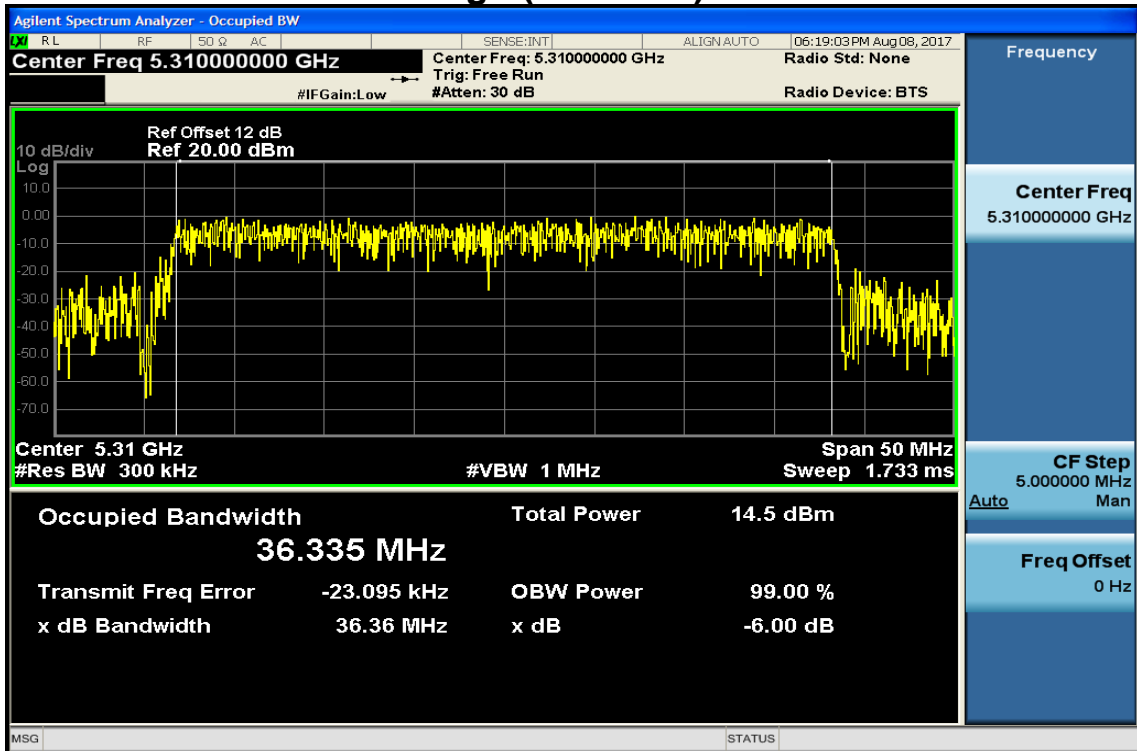 Agilent Spectrum Analyzer - Occupied BW
LXI RL RF 50 Ω AC SENSE:INT ALIGN AUTO 06:19:03 PM Aug 08, 2017
Center Freq 5.310000000 GHz
Center Freq: 5.310000000 GHz
Radio Std: None
Trig: Free Run
#IFGain:Low
#Atten: 30 dB
Radio Device: BTS
Frequency
Ref Offset 12 dB
10 dB/div Ref 20.00 dBm
Log
10.0
0.00
-10.0
-20.0
-30.0
-40.0
-50.0
-60.0
-70.0
Center 5.31 GHz Span 50 MHz
#Res BW 300 kHz #VBW 1 MHz Sweep 1.733 ms
Occupied Bandwidth Total Power 14.5 dBm
36.335 MHz
Transmit Freq Error -23.095 kHz OBW Power 99.00 %
x dB Bandwidth 36.36 MHz x dB -6.00 dB
Center Freq
5.310000000 GHz
CF Step
5.000000 MHz
Auto Man
Freq Offset
0 Hz
MSG STATUS